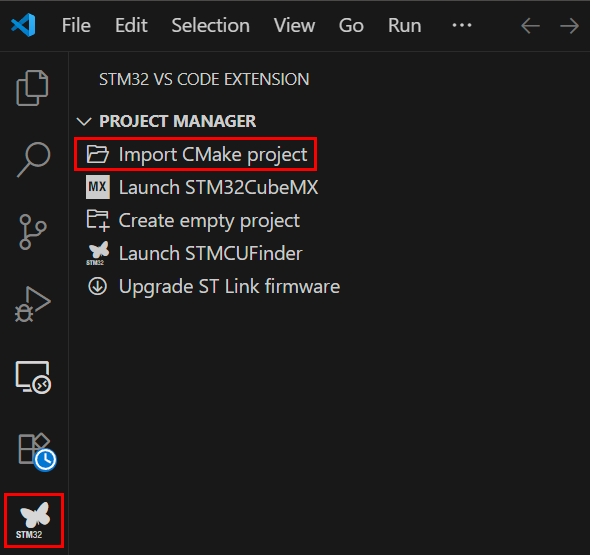 File Edit Selection View Go Run ···
STM32 VS CODE EXTENSION
PROJECT MANAGER
Import CMake project
MX Launch STM32CubeMX
Create empty project
STM32 Launch STMCUFinder
Upgrade ST Link firmware
STM32